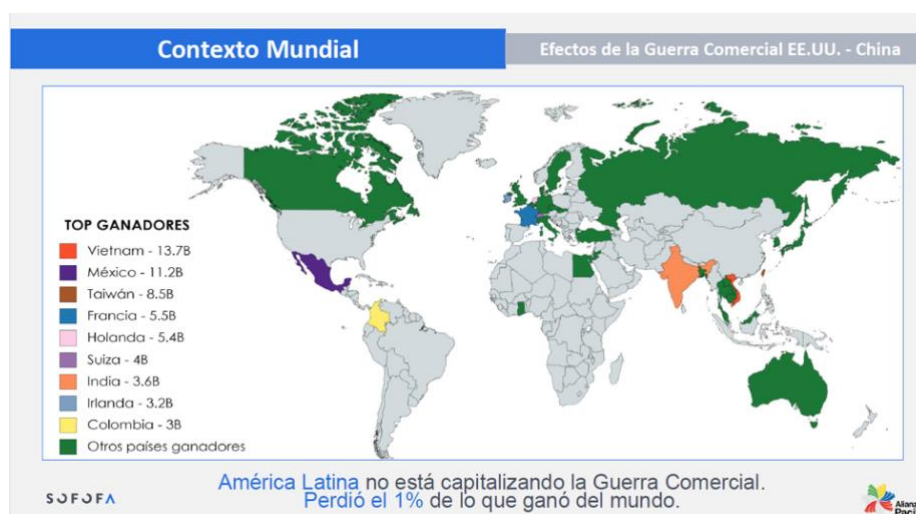 Contexto Mundial
Efectos de la Guerra Comercial EE.UU. - China
TOP GANADORES
Vietnam - 13.7B
México - 11.2B
Taiwán - 8.5B
Francia - 5.5B
Holanda - 5.4B
Suiza - 4B
India - 3.6B
Irlanda - 3.2B
Colombia - 3B
Otros países ganadores
América Latina no está capitalizando la Guerra Comercial.
Perdió el 1% de lo que ganó del mundo.
SOFOFA